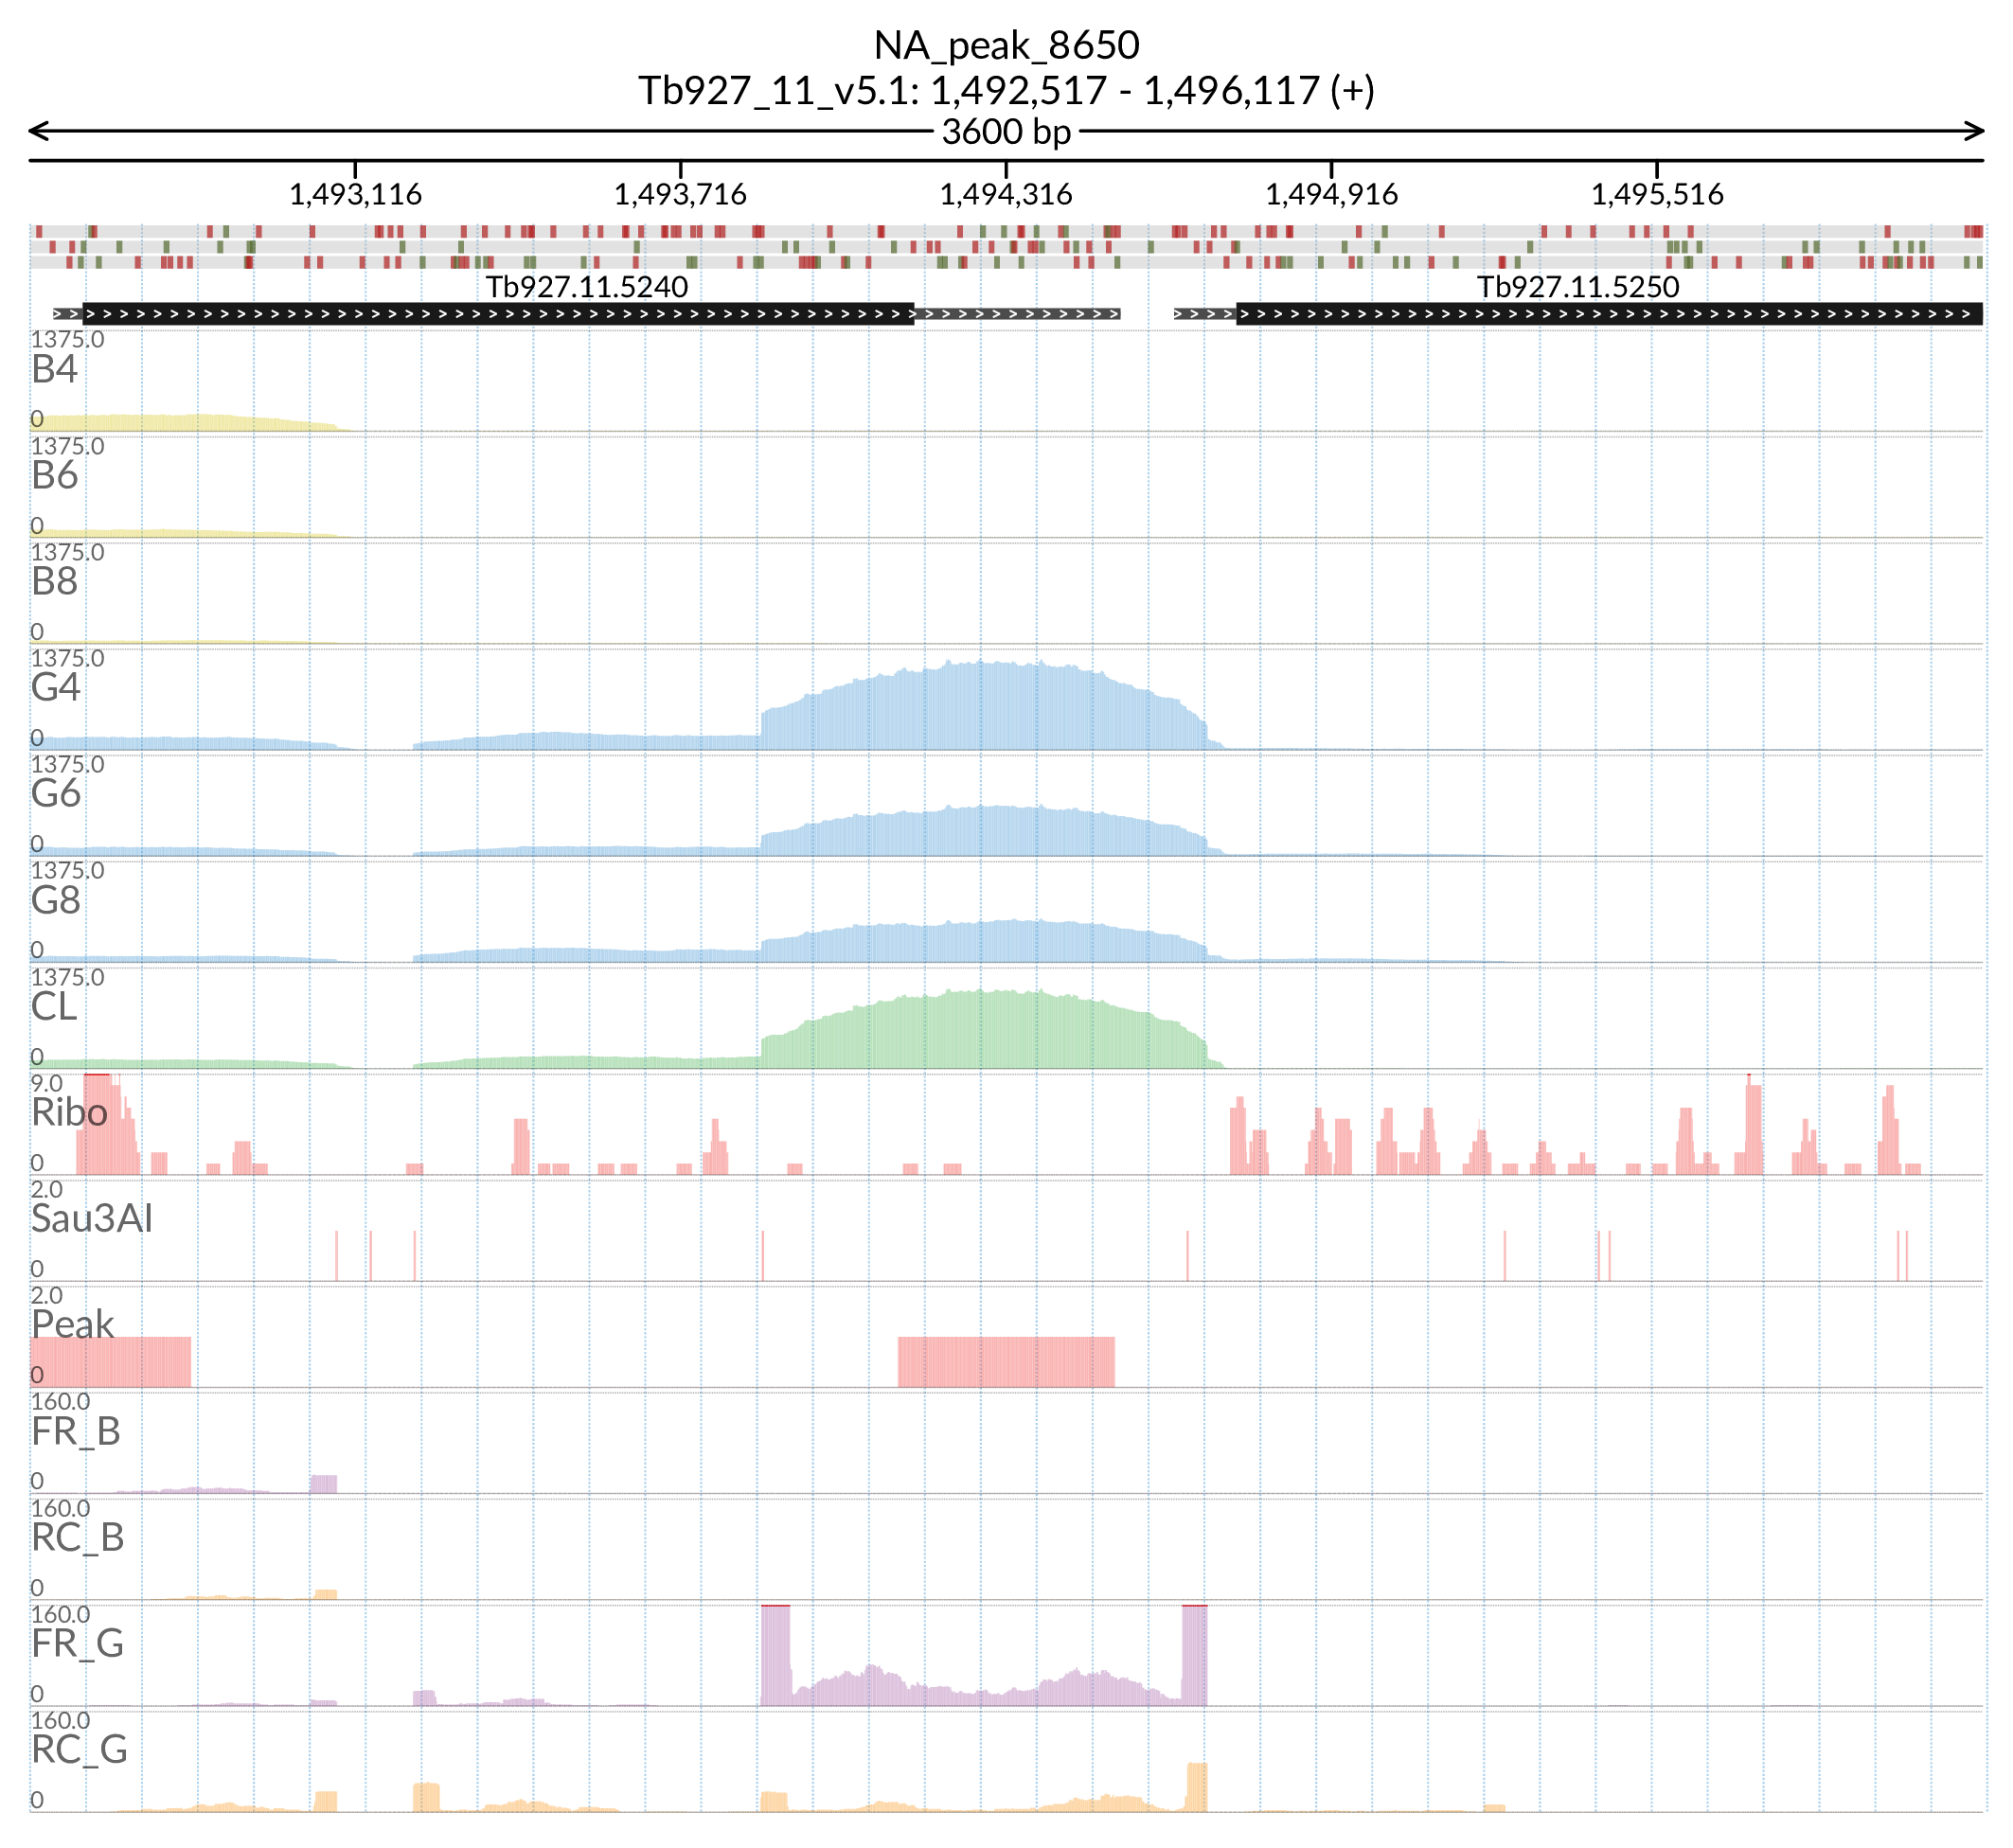 NA_peak_8650
Tb927_11_v5.1: 1,492,517 - 1,496,117 (+)
3600 bp
1,493,116 1,493,716 1,494,316 1,494,916 1,495,516
Tb927.11.5240 Tb927.11.5250
1375.0
B4
0
1375.0
B6
0
1375.0
B8
0
1375.0
G4
0
1375.0
G6
0
1375.0
G8
0
1375.0
CL
0
9.0
Ribo
0
2.0
Sau3AI
0
2.0
Peak
0
160.0
FR_B
0
160.0
RC_B
0
160.0
FR_G
0
160.0
RC_G
0